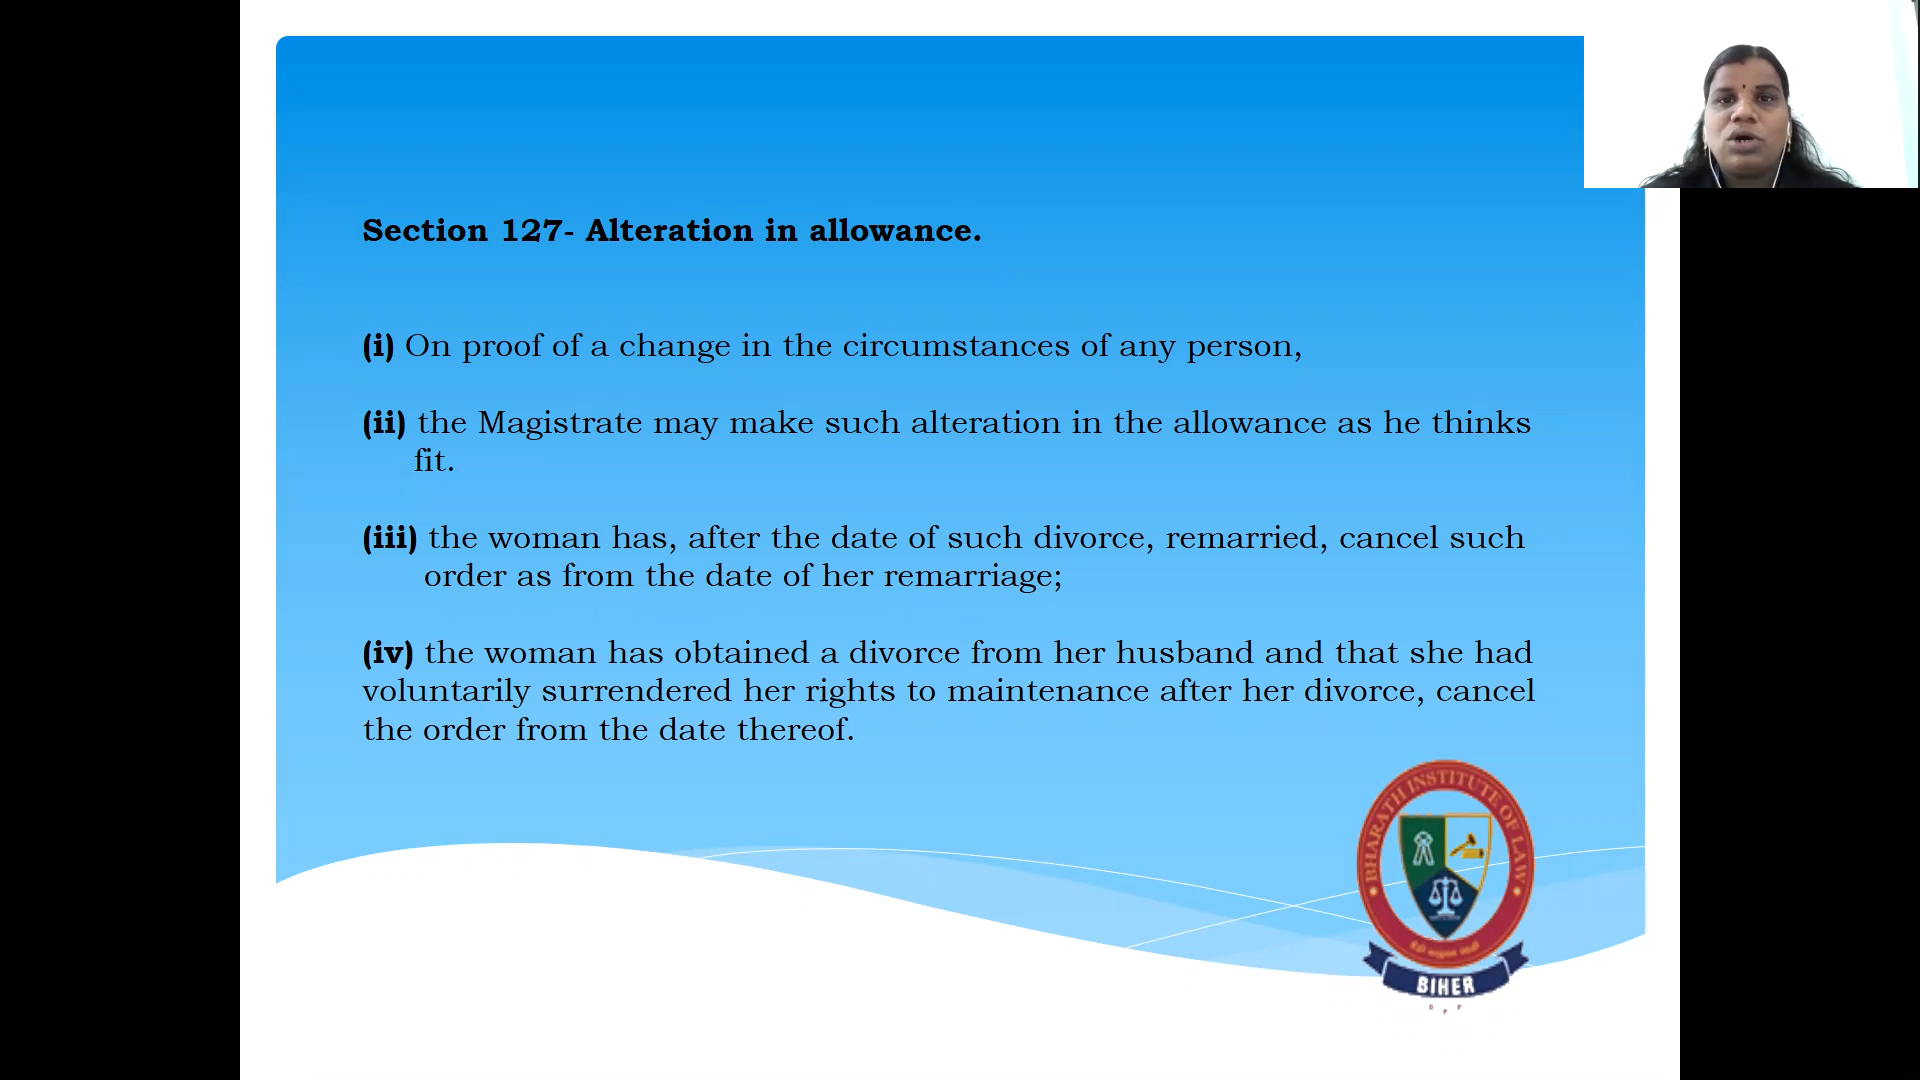 Section 127- Alteration in allowance.
(i) On proof of a change in the circumstances of any person,
(ii) the Magistrate may make such alteration in the allowance as he thinks
fit.
(iii) the woman has, after the date of such divorce, remarried, cancel such
order as from the date of her remarriage;
(iv) the woman has obtained a divorce from her husband and that she had
voluntarily surrendered her rights to maintenance after her divorce, cancel
the order from the date thereof.
BHARATH INSTITUTE OF LAW
BIHER